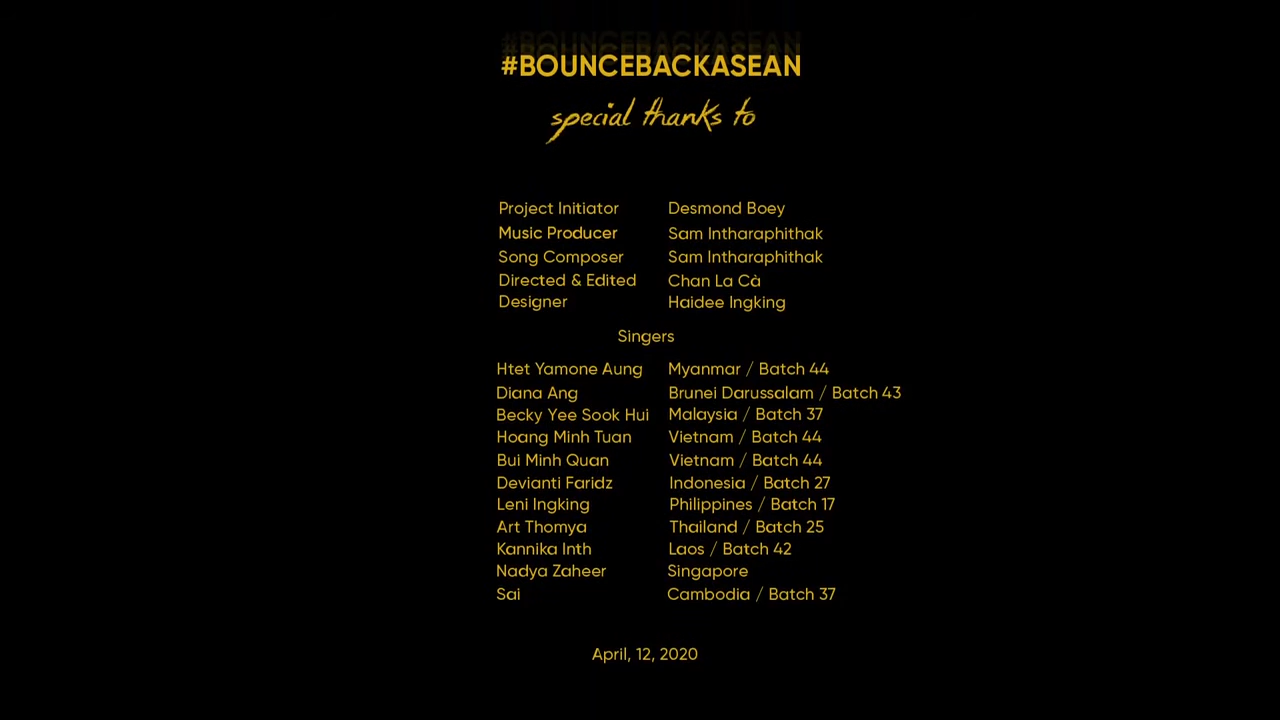 #BOUNCEBACKASEAN
special thanks to
Project Initiator Desmond Boey
Music Producer Sam Intharaphithak
Song Composer Sam Intharaphithak
Directed & Edited Chan La Cà
Designer Haidee Ingking
Singers
Htet Yamone Aung Myanmar / Batch 44
Diana Ang Brunei Darussalam / Batch 43
Becky Yee Sook Hui Malaysia / Batch 37
Hoang Minh Tuan Vietnam / Batch 44
Bui Minh Quan Vietnam / Batch 44
Devianti Faridz Indonesia / Batch 27
Leni Ingking Philippines / Batch 17
Art Thomya Thailand / Batch 25
Kannika Inth Laos / Batch 42
Nadya Zaheer Singapore
Sai Cambodia / Batch 37
April, 12, 2020